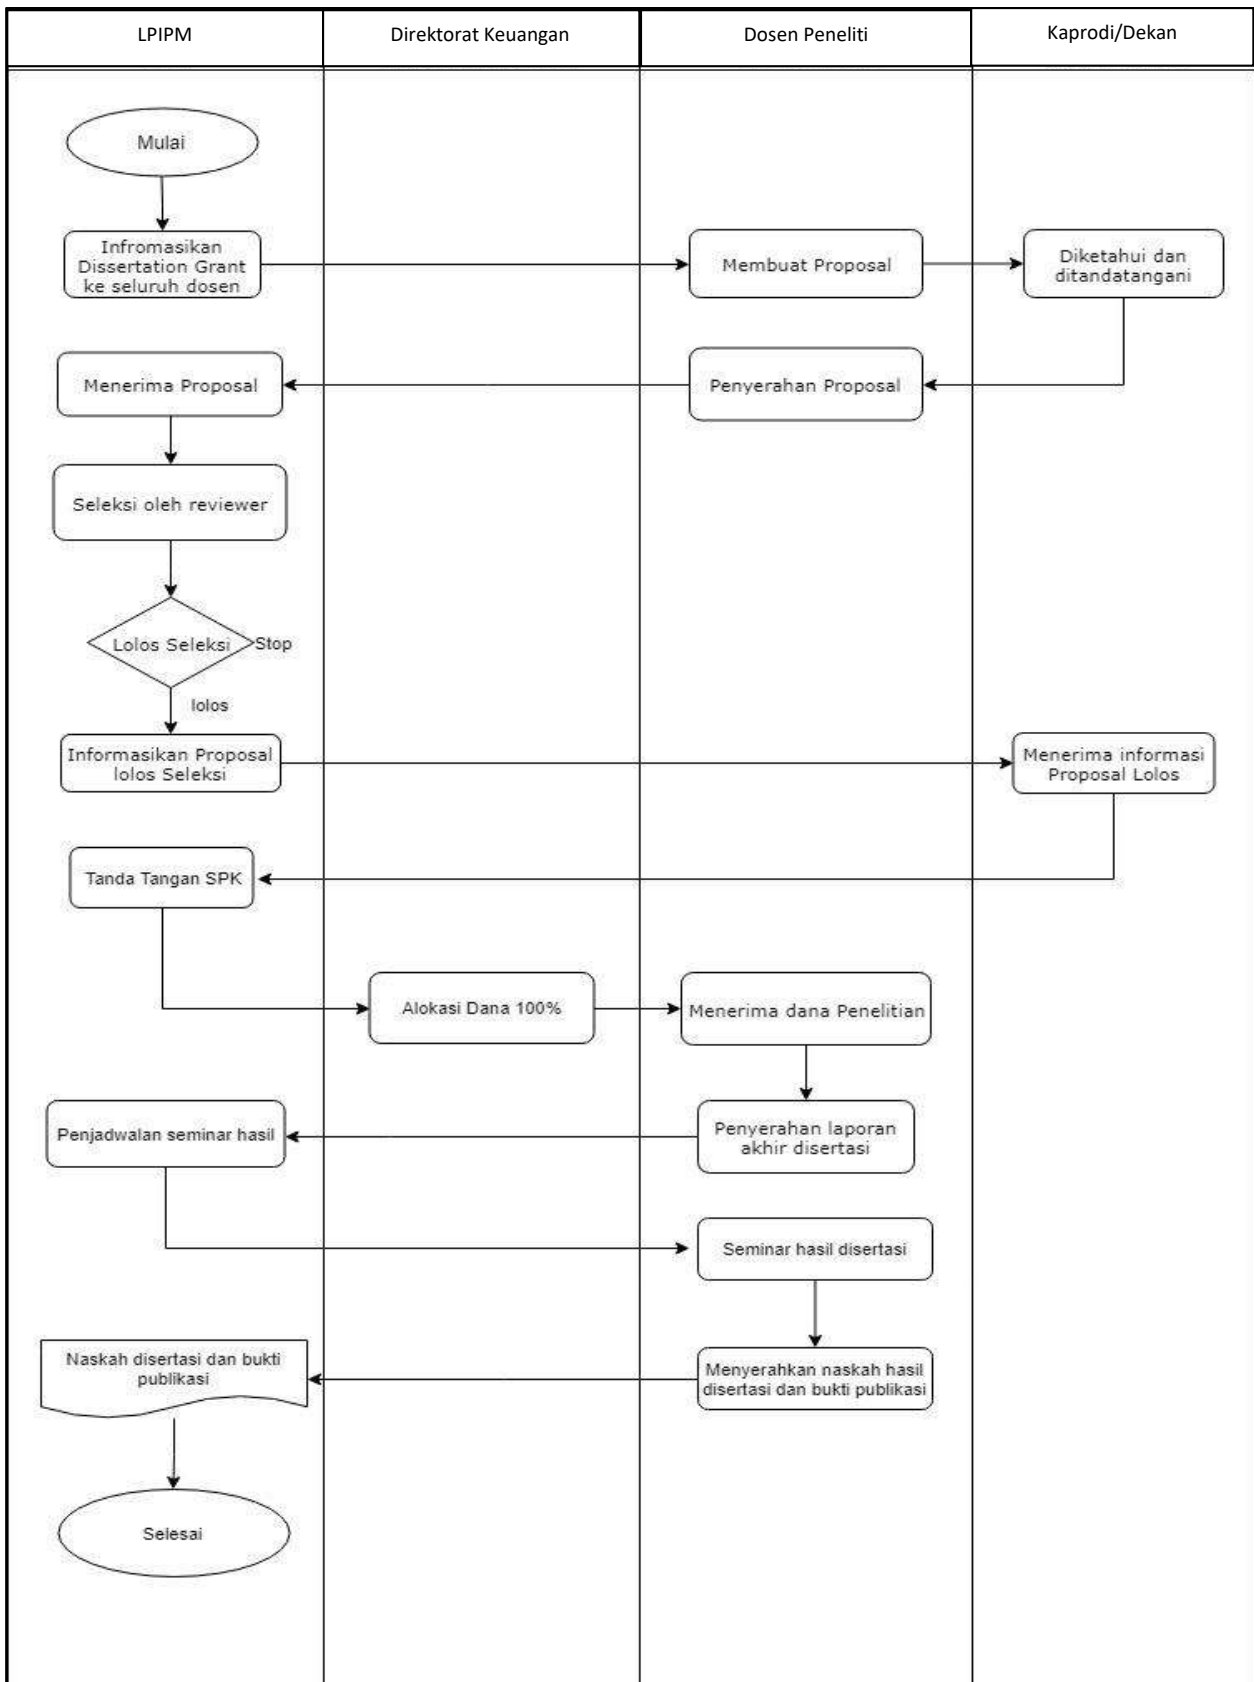 LPIPM
Direktorat Keuangan
Dosen Peneliti
Kaprodi/Dekan
Mulai
Infromasikan
Dissertation Grant
ke seluruh dosen
Membuat Proposal
Diketahui dan
ditandatangani
Menerima Proposal
Penyerahan Proposal
Seleksi oleh reviewer
Lolos Seleksi
Stop
lolos
Informasikan Proposal
lolos Seleksi
Menerima informasi
Proposal Lolos
Tanda Tangan SPK
Alokasi Dana 100%
Menerima dana Penelitian
Penjadwalan seminar hasil
Penyerahan laporan
akhir disertasi
Seminar hasil disertasi
Naskah disertasi dan bukti
publikasi
Menyerahkan naskah hasil
disertasi dan bukti publikasi
Selesai